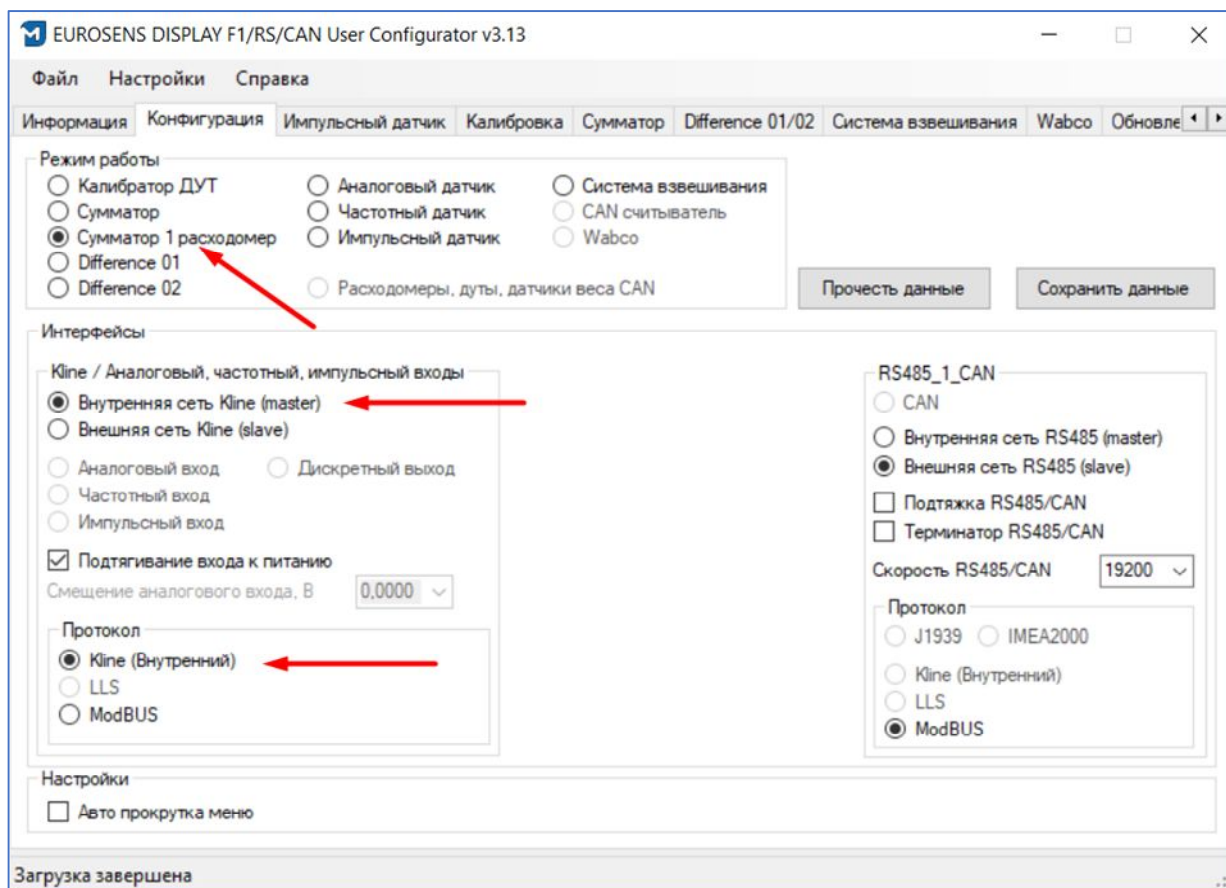 EUROSENS DISPLAY F1/RS/CAN User Configurator v3.13
Файл Настройки Справка
Информация Конфигурация Импульсный датчик Калибровка Сумматор Difference 01/02 Система взвешивания Wabco Обновле
Режим работы
Калибратор ДУТ Аналоговый датчик Система взвешивания
Сумматор Частотный датчик CAN считыватель
Сумматор 1 расходомер Импульсный датчик Wabco
Difference 01
Difference 02 Расходомеры, дуты, датчики веса CAN Прочесть данные Сохранить данные
Интерфейсы
Kline / Аналоговый, частотный, импульсный входы RS485_1_CAN
Внутренняя сеть Kline (master) CAN
Внешняя сеть Kline (slave) Внутренняя сеть RS485 (master)
Аналоговый вход Дискретный выход Внешняя сеть RS485 (slave)
Частотный вход Подтяжка RS485/CAN
Импульсный вход Терминатор RS485/CAN
Подтягивание входа к питанию Скорость RS485/CAN 19200
Смещение аналогового входа, В 0,0000
Протокол Протокол
Kline (Внутренний) J1939 IMEA2000
LLS Kline (Внутренний)
ModBUS LLS
ModBUS
Настройки
Авто прокрутка меню
Загрузка завершена